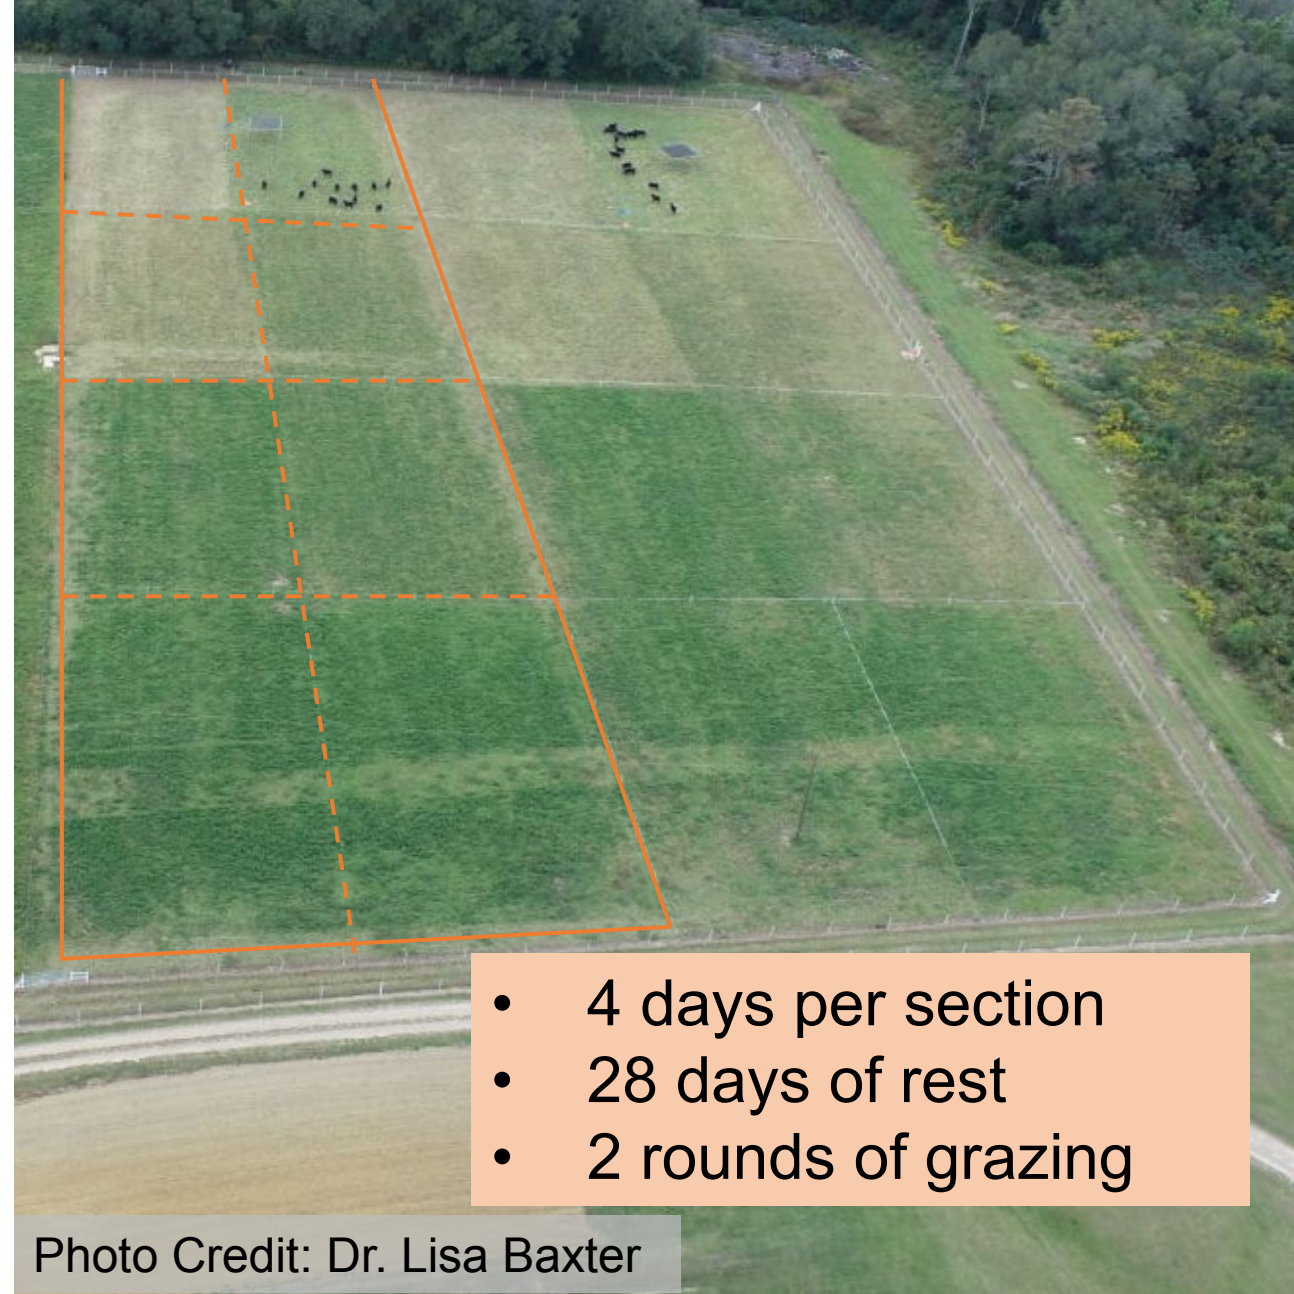 • 4 days per section
• 28 days of rest
• 2 rounds of grazing
Photo Credit: Dr. Lisa Baxter